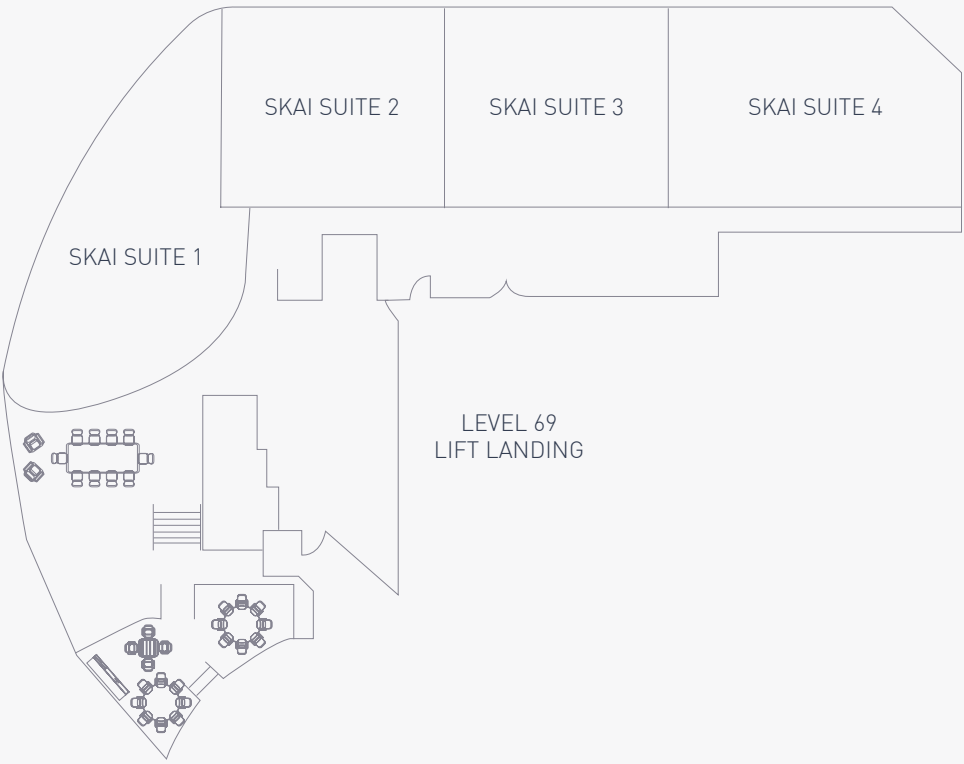 SKAI SUITE 2
SKAI SUITE 3
SKAI SUITE 4
SKAI SUITE 1
LEVEL 69
LIFT LANDING